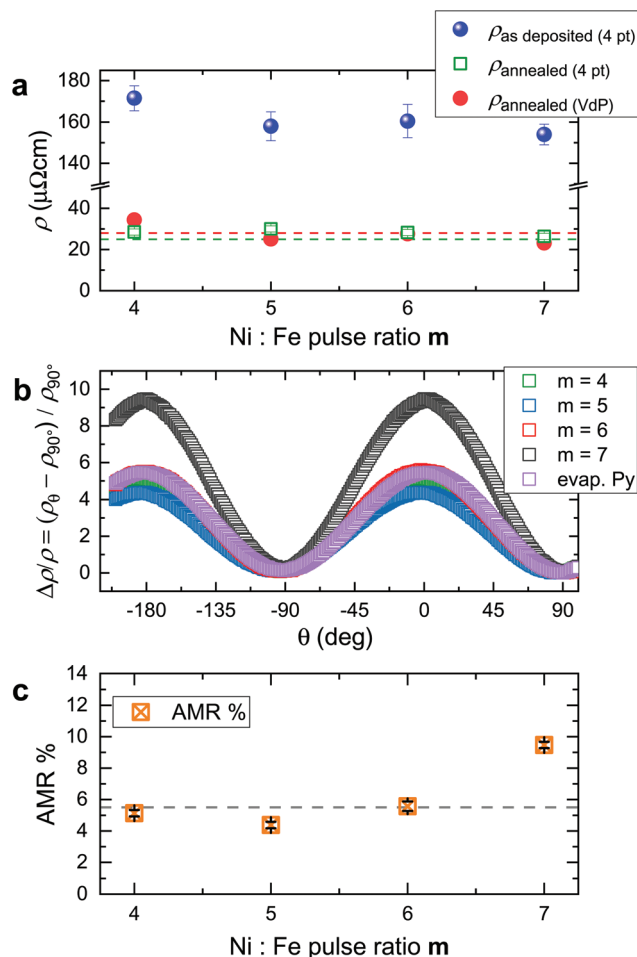 ρas deposited (4 pt)
ρannealed (4 pt)
ρannealed (VdP)
a
180
160
140
40
20
0
ρ (μΩcm)
4 5 6 7
Ni : Fe pulse ratio m
b
10
8
6
4
2
0
Δρ/ρ = (ρθ − ρ90°) / ρ90°
m = 4
m = 5
m = 6
m = 7
evap. Py
-180 -135 -90 -45 0 45 90
θ (deg)
c
14
12
10
8
6
4
2
0
AMR %
AMR %
4 5 6 7
Ni : Fe pulse ratio m